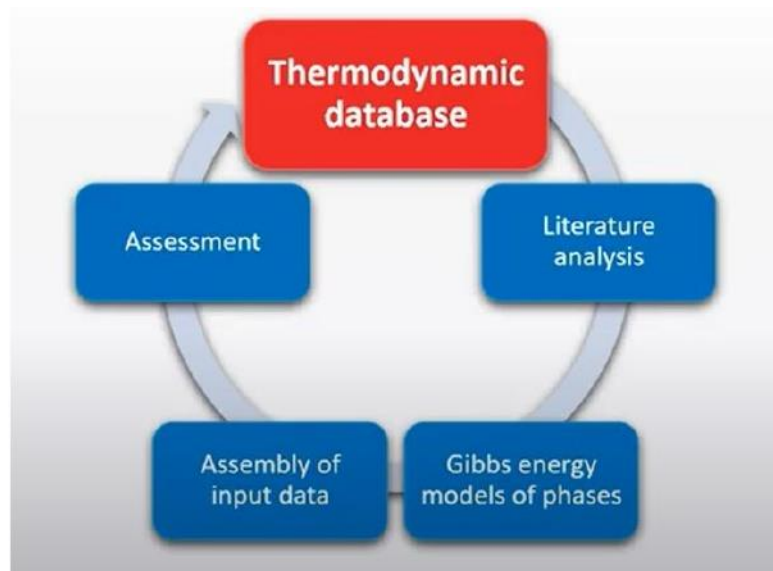 Thermodynamic
database
Literature
analysis
Gibbs energy
models of phases
Assembly of
input data
Assessment